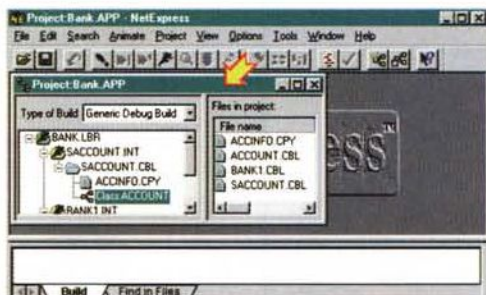 Project:Bank.APP - NetExpress
File Edit Search Animate Project View Options Tools Window Help
Project:Bank.APP
Type of Build Generic Debug Build
BANK.LBR
SACCOUNT.INT
SACCOUNT.CBL
ACCINFO.CPY
Class:ACCOUNT
BANK1.INT
Files in project:
File name
ACCINFO.CPY
ACCOUNT.CBL
BANK1.CBL
SACCOUNT.CBL
ess TM
Build Find in Files